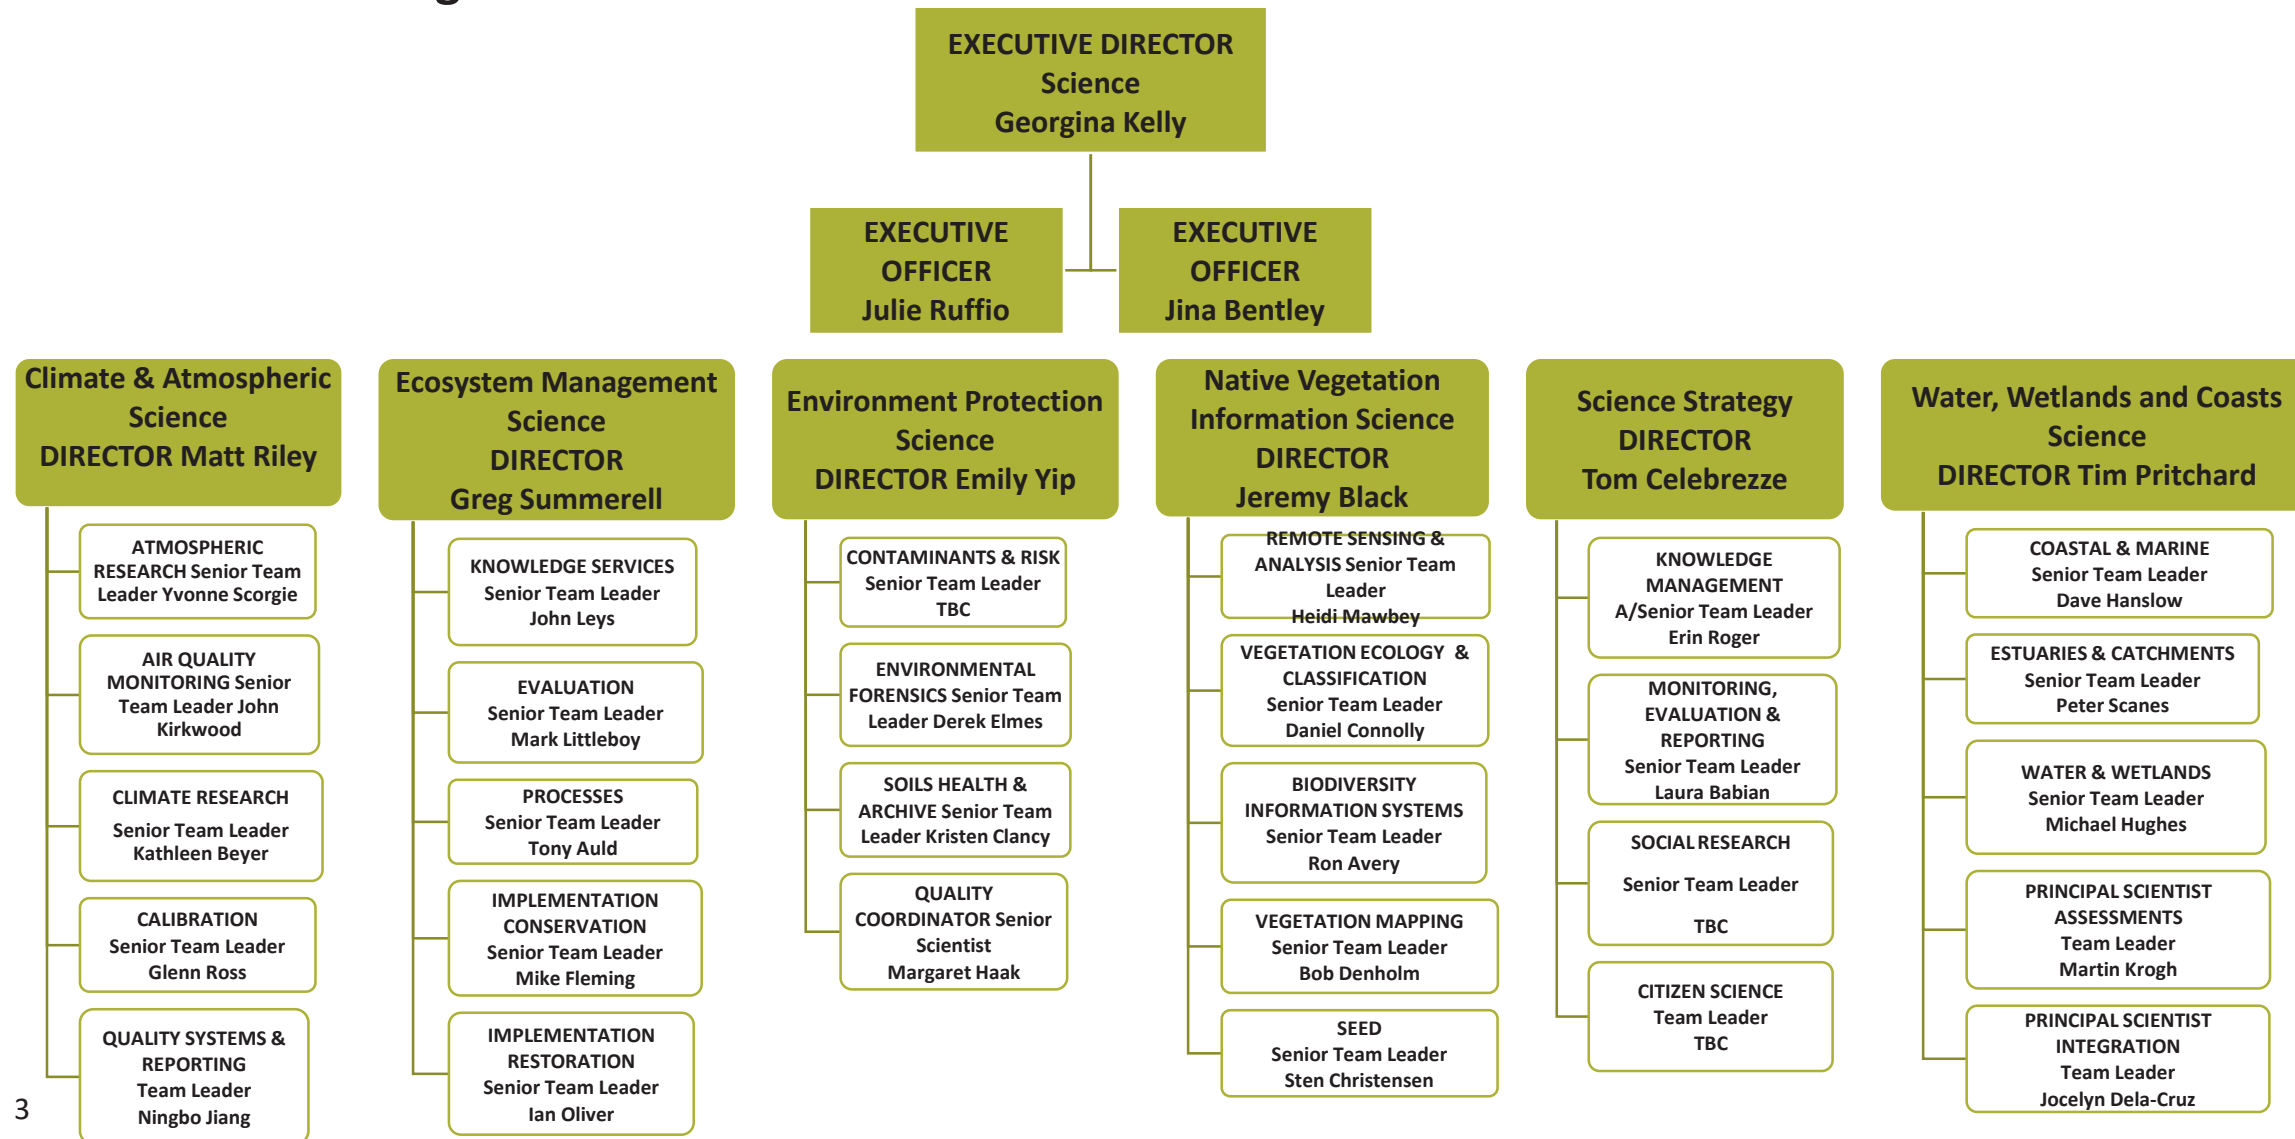 EXECUTIVE DIRECTOR
Science
Georgina Kelly
EXECUTIVE
OFFICER
Julie Ruffio
EXECUTIVE
OFFICER
Jina Bentley
Climate & Atmospheric
Science
DIRECTOR Matt Riley
ATMOSPHERIC
RESEARCH Senior Team
Leader Yvonne Scorgie
AIR QUALITY
MONITORING Senior
Team Leader John
Kirkwood
CLIMATE RESEARCH
Senior Team Leader
Kathleen Beyer
CALIBRATION
Senior Team Leader
Glenn Ross
QUALITY SYSTEMS &
REPORTING
Team Leader
Ningbo Jiang
Ecosystem Management
Science
DIRECTOR
Greg Summerell
KNOWLEDGE SERVICES
Senior Team Leader
John Leys
EVALUATION
Senior Team Leader
Mark Littleboy
PROCESSES
Senior Team Leader
Tony Auld
IMPLEMENTATION
CONSERVATION
Senior Team Leader
Mike Fleming
IMPLEMENTATION
RESTORATION
Senior Team Leader
Ian Oliver
Environment Protection
Science
DIRECTOR Emily Yip
CONTAMINANTS & RISK
Senior Team Leader
TBC
ENVIRONMENTAL
FORENSICS Senior Team
Leader Derek Elmes
SOILS HEALTH &
ARCHIVE Senior Team
Leader Kristen Clancy
QUALITY
COORDINATOR Senior
Scientist
Margaret Haak
Native Vegetation
Information Science
DIRECTOR
Jeremy Black
REMOTE SENSING &
ANALYSIS Senior Team
Leader
Heidi Mawbey
VEGETATION ECOLOGY &
CLASSIFICATION
Senior Team Leader
Daniel Connolly
BIODIVERSITY
INFORMATION SYSTEMS
Senior Team Leader
Ron Avery
VEGETATION MAPPING
Senior Team Leader
Bob Denholm
SEED
Senior Team Leader
Sten Christensen
Science Strategy
DIRECTOR
Tom Celebrezze
KNOWLEDGE
MANAGEMENT
A/Senior Team Leader
Erin Roger
MONITORING,
EVALUATION &
REPORTING
Senior Team Leader
Laura Babian
SOCIAL RESEARCH
Senior Team Leader
TBC
CITIZEN SCIENCE
Team Leader
TBC
Water, Wetlands and Coasts
Science
DIRECTOR Tim Pritchard
COASTAL & MARINE
Senior Team Leader
Dave Hanslow
ESTUARIES & CATCHMENTS
Senior Team Leader
Peter Scanes
WATER & WETLANDS
Senior Team Leader
Michael Hughes
PRINCIPAL SCIENTIST
ASSESSMENTS
Team Leader
Martin Krogh
PRINCIPAL SCIENTIST
INTEGRATION
Team Leader
Jocelyn Dela-Cruz
3